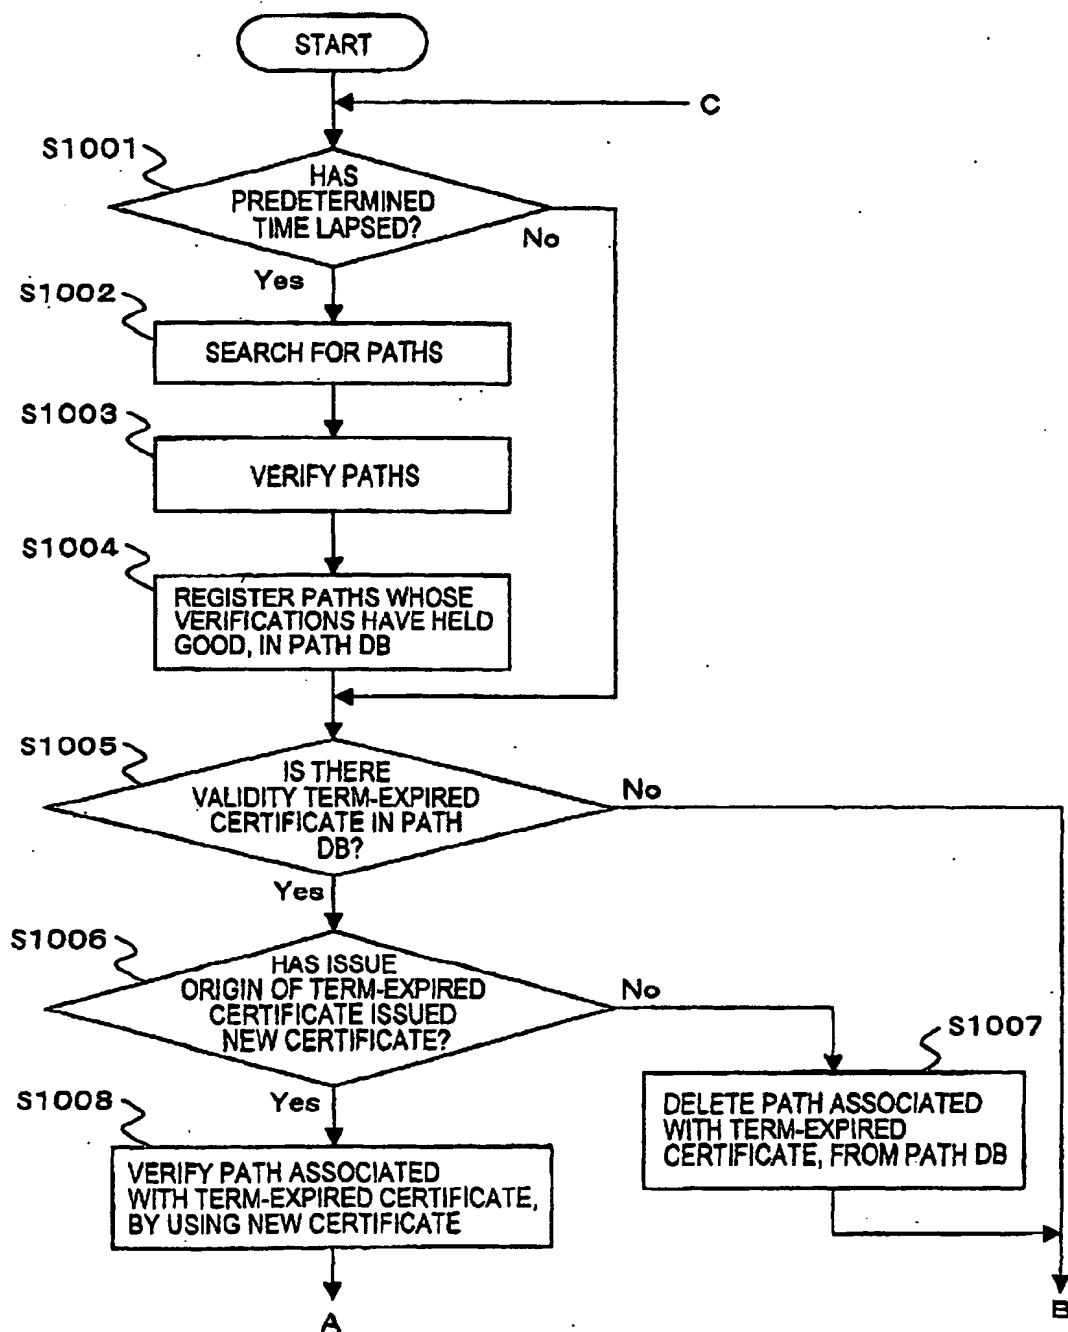 START
C
S1001
HAS
PREDETERMINED
TIME LAPSED?
No
Yes
S1002
SEARCH FOR PATHS
S1003
VERIFY PATHS
S1004
REGISTER PATHS WHOSE
VERIFICATIONS HAVE HELD
GOOD, IN PATH DB
S1005
IS THERE
VALIDITY TERM-EXPIRED
CERTIFICATE IN PATH
DB?
No
Yes
S1006
HAS ISSUE
ORIGIN OF TERM-EXPIRED
CERTIFICATE ISSUED
NEW CERTIFICATE?
No
S1007
DELETE PATH ASSOCIATED
WITH TERM-EXPIRED
CERTIFICATE, FROM PATH DB
Yes
S1008
VERIFY PATH ASSOCIATED
WITH TERM-EXPIRED CERTIFICATE,
BY USING NEW CERTIFICATE
A
B